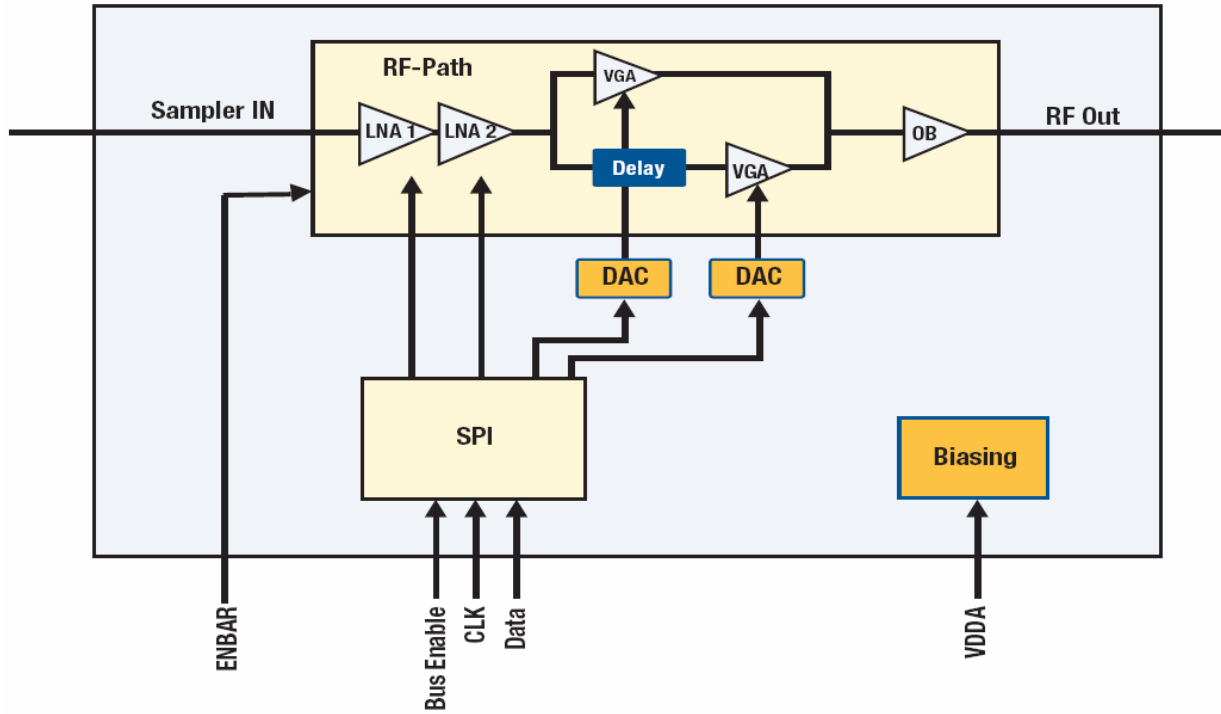 RF-Path
VGA
Sampler IN
LNA 1
LNA 2
OB
RF Out
Delay
VGA
DAC
DAC
SPI
Biasing
ENBAR
Bus Enable
CLK
Data
VDDA